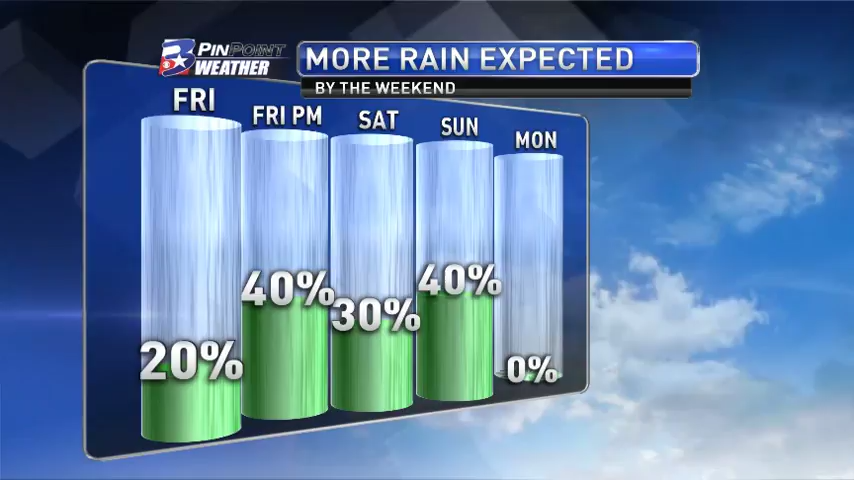 PINPOINT
WEATHER
MORE RAIN EXPECTED
BY THE WEEKEND
FRI
FRI PM
SAT
SUN
MON
20%
40%
30%
40%
0%